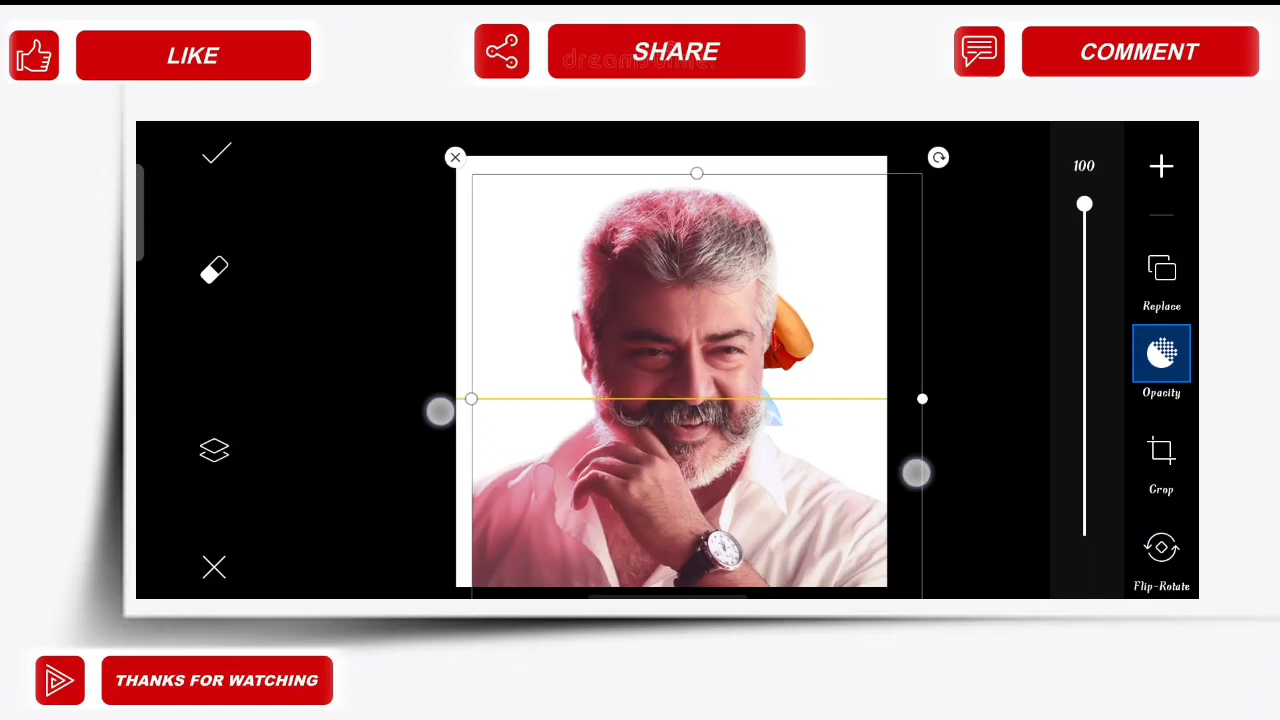 LIKE
SHARE
COMMENT
100
Replace
Opacity
Crop
Flip-Rotate
THANKS FOR WATCHING